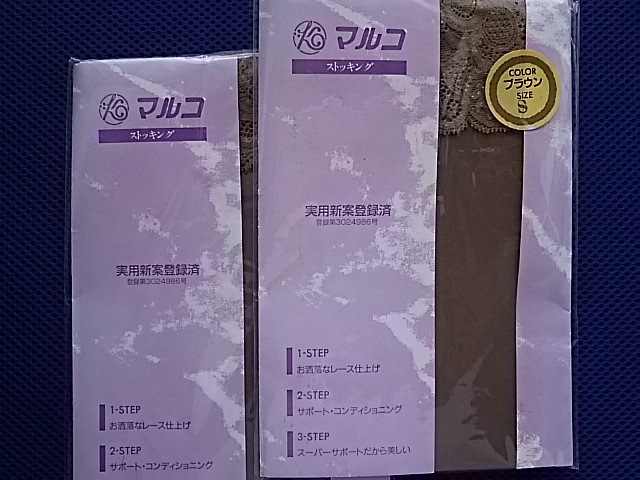 マルコ
ストッキング
COLOR
ブラウン
SIZE
S
実用新案登録済
登録第3024986号
1-STEP
お洒落なレース仕上げ
2-STEP
サポート・コンディショニング
3-STEP
スーパーサポートだから美しい
マルコ
ストッキング
実用新案登録済
登録第3024986号
1-STEP
お洒落なレース仕上げ
2-STEP
サポート・コンディショニング